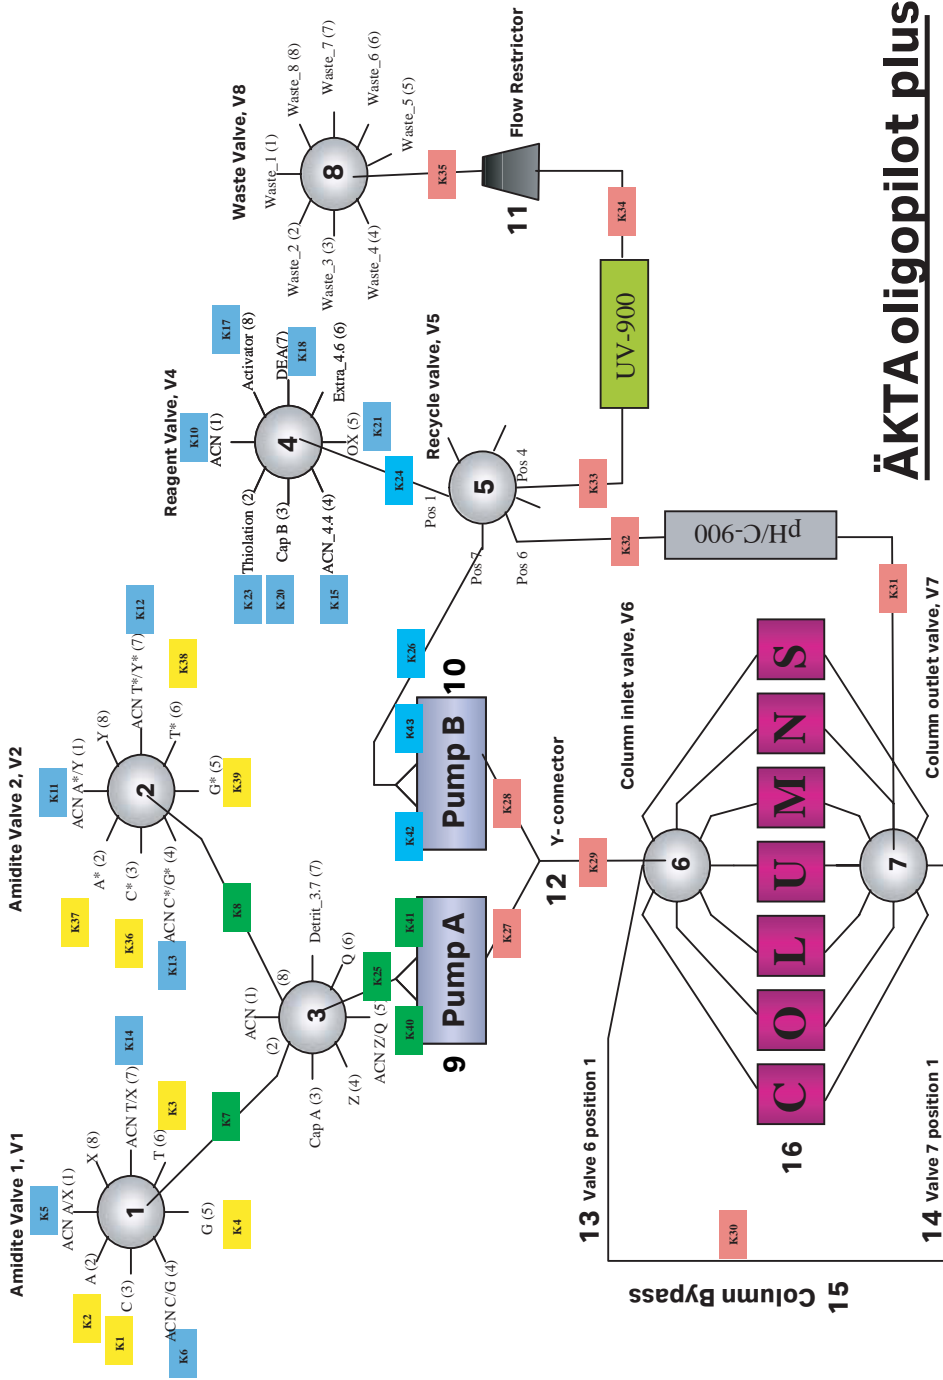 ÄKTAoligopilot plus
Amidite Valve 1, V1
K5
ACN A/X (1)
X (8)
ACN T/X (7)
K14
T (6)
K3
G (5)
K4
ACN C/G (4)
K6
C (3)
K1
A (2)
K2
1
K7
Amidite Valve 2, V2
K11
ACN A*/Y (1)
Y (8)
ACN T*/Y* (7)
K12
T* (6)
K38
G* (5)
K39
ACN C*/G* (4)
K13
C* (3)
K36
A* (2)
K37
2
K8
ACN (1)
(8)
(2)
Detrit_3.7 (7)
Q (6)
ACN Z/Q (5
Z (4)
Cap A (3)
3
K25
Reagent Valve, V4
K10
ACN (1)
Activator (8)
K17
DEA(7)
K18
Extra_4.6 (6)
OX (5)
K21
ACN_4.4 (4)
K15
Cap B (3)
K20
Thiolation (2)
K23
4
K24
Waste Valve, V8
Waste_1 (1)
Waste_8 (8)
Waste_7 (7)
Waste_6 (6)
Waste_5 (5)
Waste_4 (4)
Waste_3 (3)
Waste_2 (2)
8
K35
11
Flow Restrictor
K34
UV-900
K33
Recycle valve, V5
Pos 1
Pos 4
Pos 6
Pos 7
5
K26
K32
pH/C-900
K31
K40
K41
9
Pump A
K42
K43
10
Pump B
K27
K28
12
Y- connector
K29
Column inlet valve, V6
6
13 Valve 6 position 1
K30
Column Bypass
15
16
C O L U M N S
7
14 Valve 7 position 1
Column outlet valve, V7